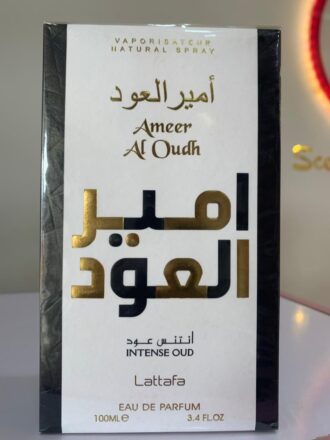 VAPORISATEUR
NATURAL SPRAY
أمير العود
Ameer
Al Oudh
امير
العود
أنتنس عود
INTENSE OUD
Lattafa
EAU DE PARFUM
100ML℮ 3.4 FL.OZ